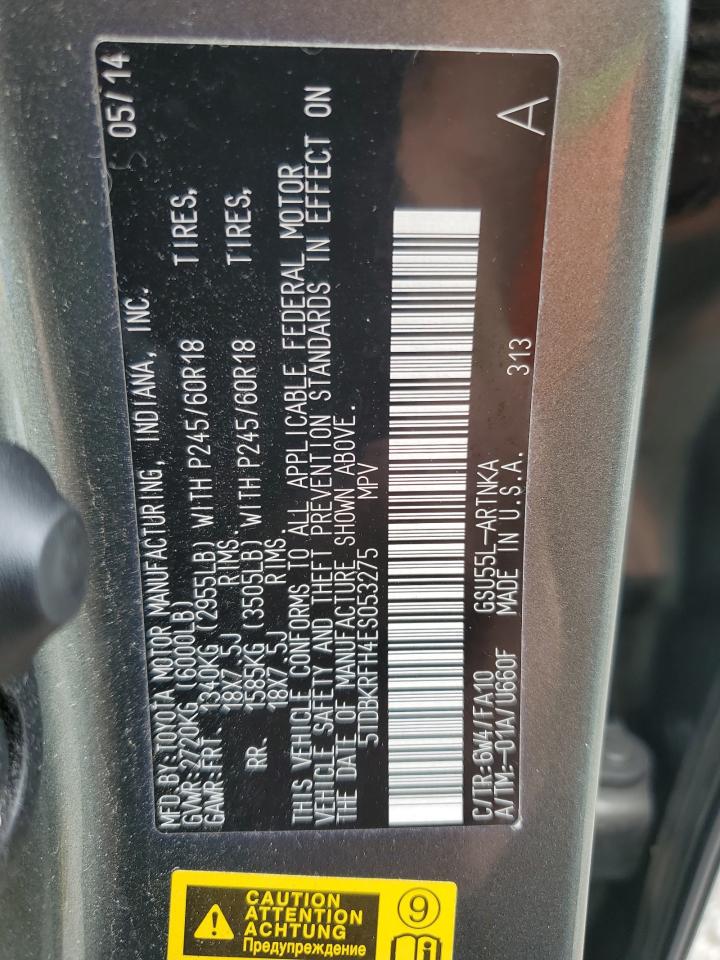 MFD.BY:TOYOTA MOTOR MANUFACTURING, INDIANA, INC. 05/14
GVWR:2720KG (6000LB)
GAWR:FRT. 1340KG (2955LB) WITH P245/60R18 TIRES,
18X7.5J RIMS.
RR. 1585KG (3505LB) WITH P245/60R18 TIRES,
18X7.5J RIMS.
THIS VEHICLE CONFORMS TO ALL APPLICABLE FEDERAL MOTOR
VEHICLE SAFETY AND THEFT PREVENTION STANDARDS IN EFFECT ON
THE DATE OF MANUFACTURE SHOWN ABOVE.
5TDBKRFH4ES053275 MPV
C/TR:6W4/FA10 GSU55L-ARTNKA
A/TM:-01A/U660F MADE IN U.S.A. 313 A
CAUTION
ATTENTION
ACHTUNG
Предупреждение
9